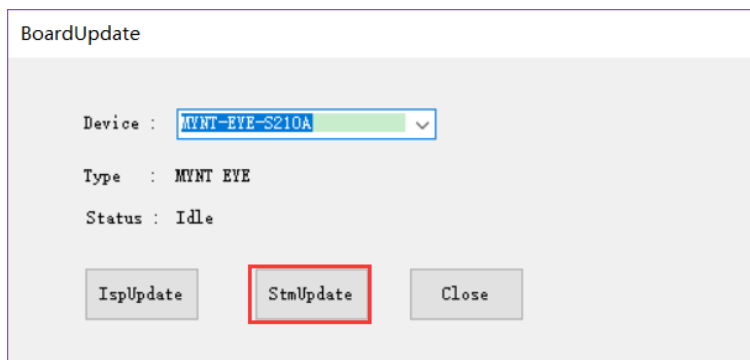 BoardUpdate
Device : MYNT-EYE-S210A
Type : MYNT EYE
Status : Idle
IspUpdate StmUpdate Close